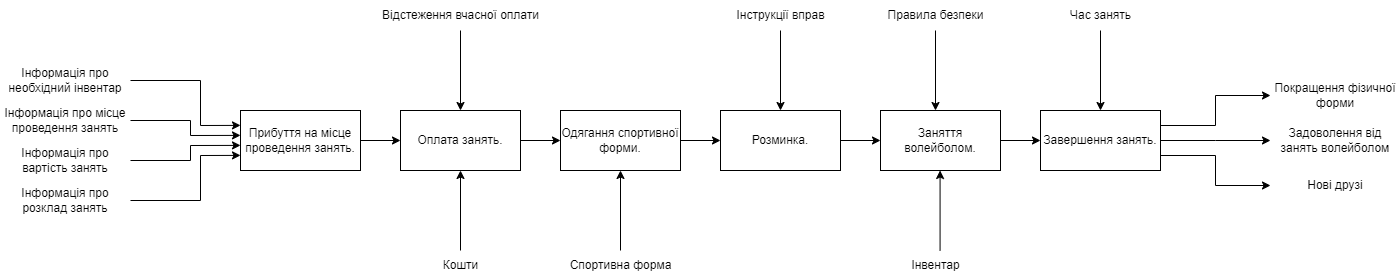 Відстеження вчасної оплати
Інструкції вправ
Правила безпеки
Час занять
Інформація про
необхідний інвентар
Інформація про місце
проведення занять
Інформація про
вартість занять
Інформація про
розклад занять
Прибуття на місце
проведення занять.
Оплата занять.
Одягання спортивної
форми.
Розминка.
Заняття
волейболом.
Завершення занять.
Покращення фізичної
форми
Задоволення від
занять волейболом
Нові друзі
Кошти
Спортивна форма
Інвентар